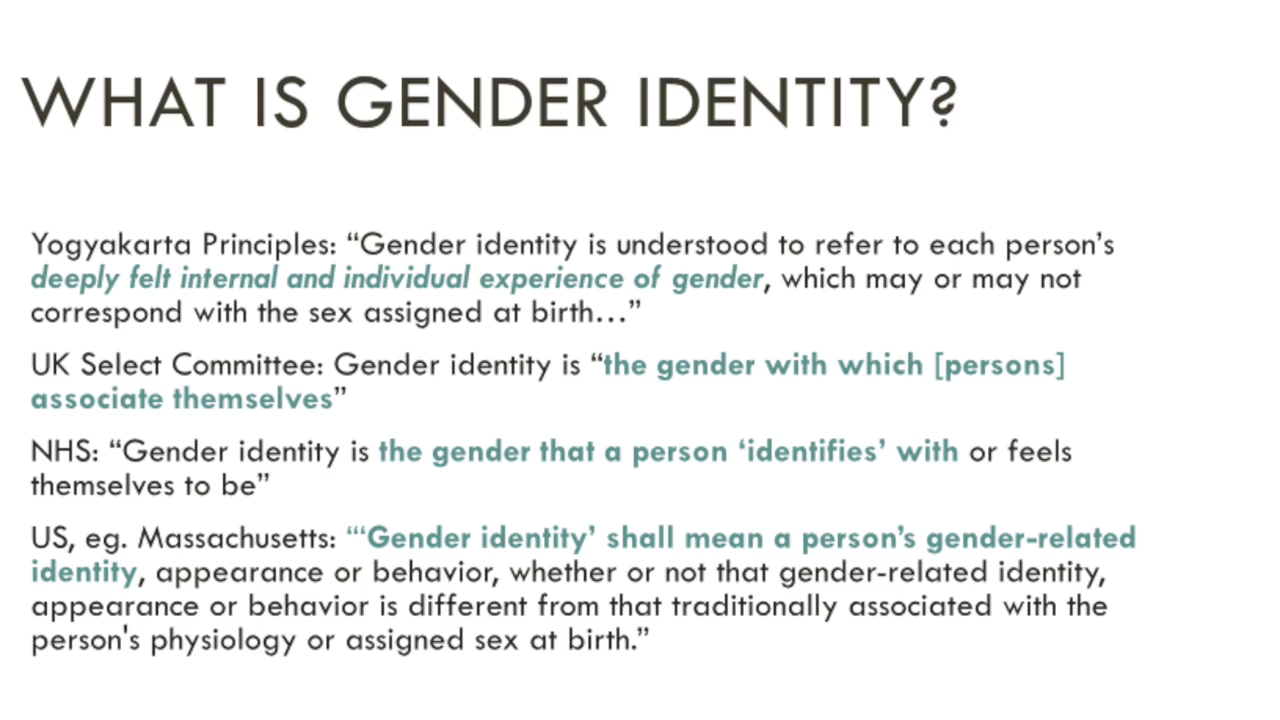 WHAT IS GENDER IDENTITY?
Yogyakarta Principles: “Gender identity is understood to refer to each person’s
deeply felt internal and individual experience of gender, which may or may not
correspond with the sex assigned at birth…”
UK Select Committee: Gender identity is “the gender with which [persons]
associate themselves”
NHS: “Gender identity is the gender that a person ‘identifies’ with or feels
themselves to be”
US, eg. Massachusetts: “‘Gender identity’ shall mean a person’s gender-related
identity, appearance or behavior, whether or not that gender-related identity,
appearance or behavior is different from that traditionally associated with the
person's physiology or assigned sex at birth.”